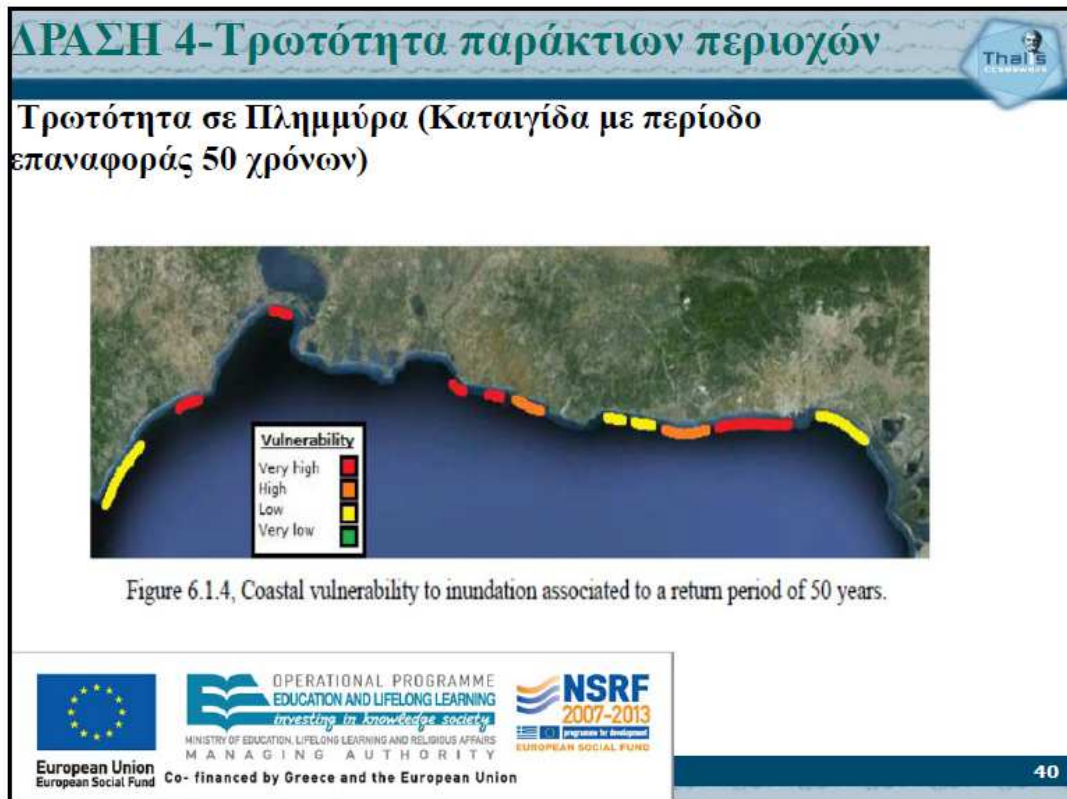 ΔΡΑΣΗ 4-Τρωτότητα παράκτιων περιοχών
Thalis
CCSEAWAVS
Τρωτότητα σε Πλημμύρα (Καταιγίδα με περίοδο
επαναφοράς 50 χρόνων)
Vulnerability
Very high
High
Low
Very low
Figure 6.1.4, Coastal vulnerability to inundation associated to a return period of 50 years.
European Union
European Social Fund
OPERATIONAL PROGRAMME
EDUCATION AND LIFELONG LEARNING
investing in knowledge society
MINISTRY OF EDUCATION, LIFELONG LEARNING AND RELIGIOUS AFFAIRS
MANAGING AUTHORITY
Co- financed by Greece and the European Union
NSRF
2007-2013
programme for development
EUROPEAN SOCIAL FUND
40